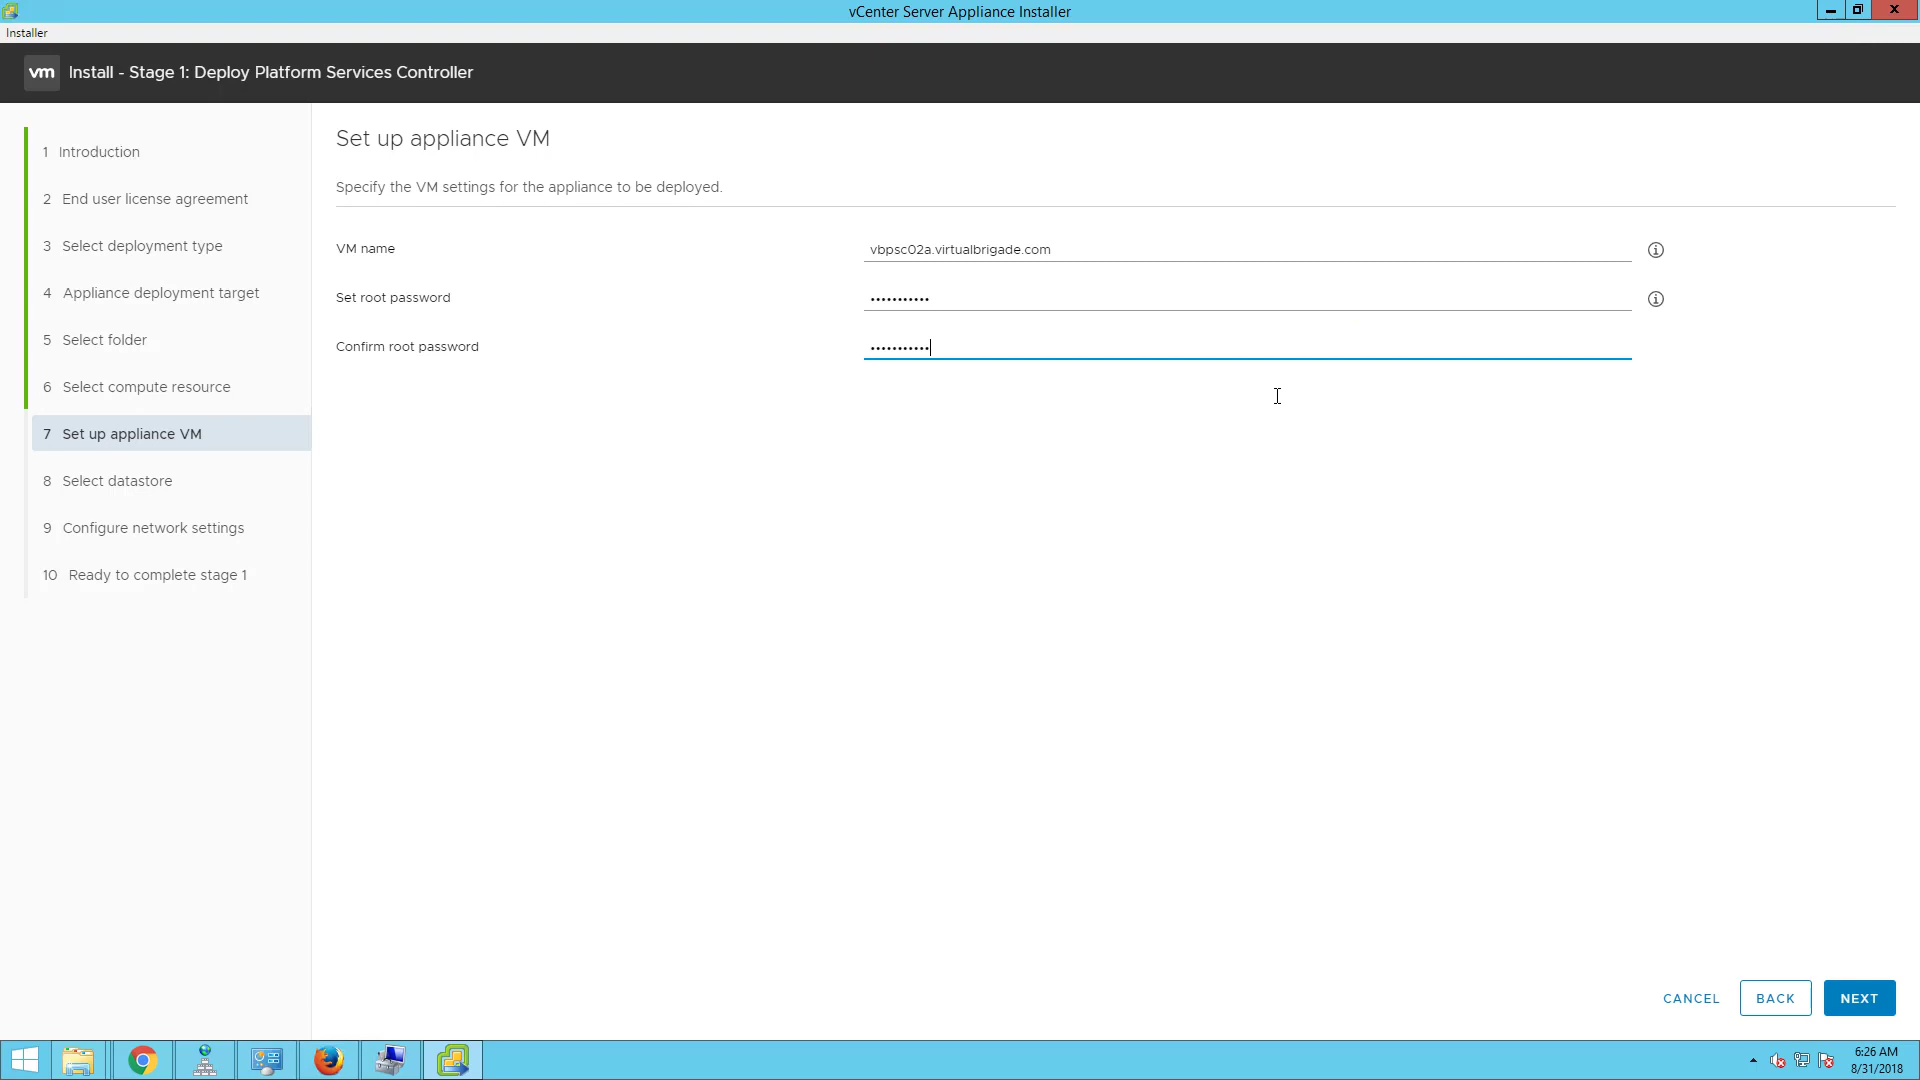 vCenter Server Appliance Installer
Installer
vm Install - Stage 1: Deploy Platform Services Controller
1 Introduction
2 End user license agreement
3 Select deployment type
4 Appliance deployment target
5 Select folder
6 Select compute resource
7 Set up appliance VM
8 Select datastore
9 Configure network settings
10 Ready to complete stage 1
Set up appliance VM
Specify the VM settings for the appliance to be deployed.
VM name vbpsc02a.virtualbrigade.com
Set root password •••••••••••
Confirm root password •••••••••••
CANCEL BACK NEXT
6:26 AM
8/31/2018